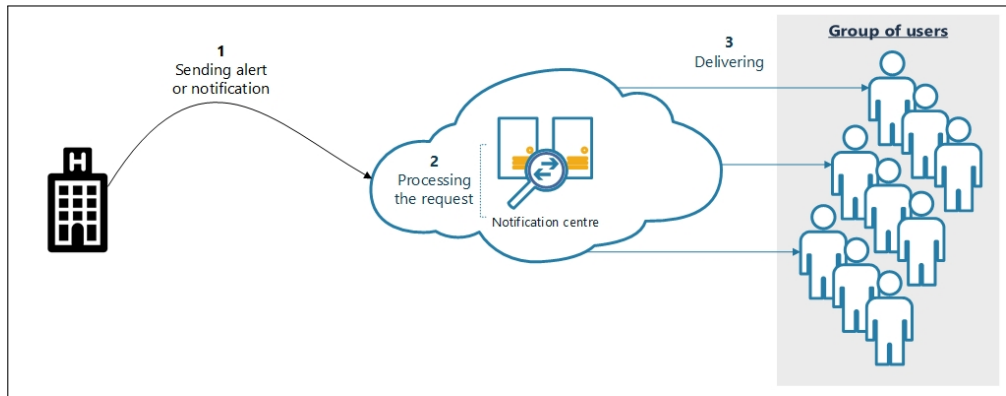 1
Sending alert
or notification
H
2
Processing
the request
Notification centre
3
Delivering
Group of users